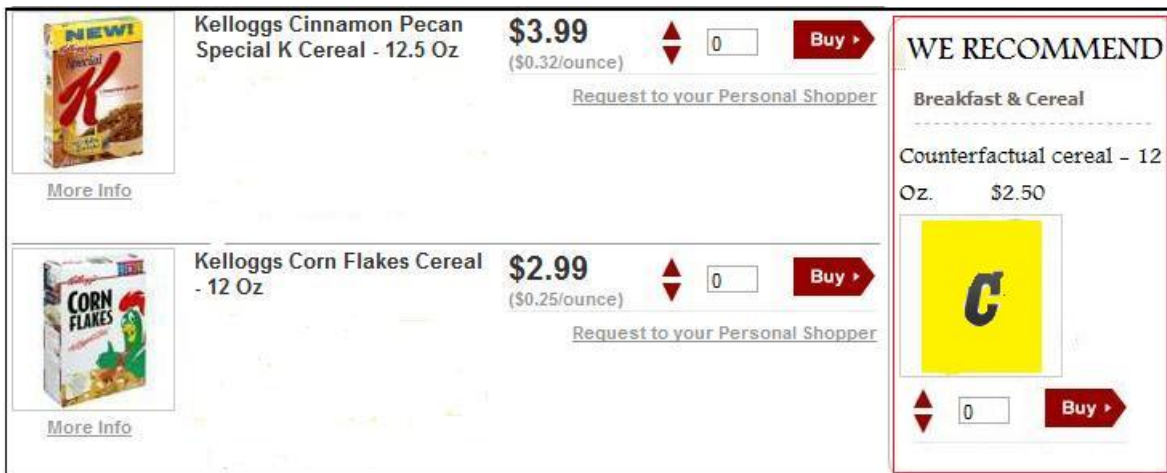 NEW!
Kelloggs Cinnamon Pecan
Special K Cereal - 12.5 Oz
$3.99
($0.32/ounce)
0
Buy
Request to your Personal Shopper
Special
K
More Info
Kelloggs Corn Flakes Cereal
- 12 Oz
$2.99
($0.25/ounce)
0
Buy
Request to your Personal Shopper
Kellogg's
CORN
FLAKES
More Info
WE RECOMMEND
Breakfast & Cereal
Counterfactual cereal - 12
Oz. $2.50
C
0
Buy